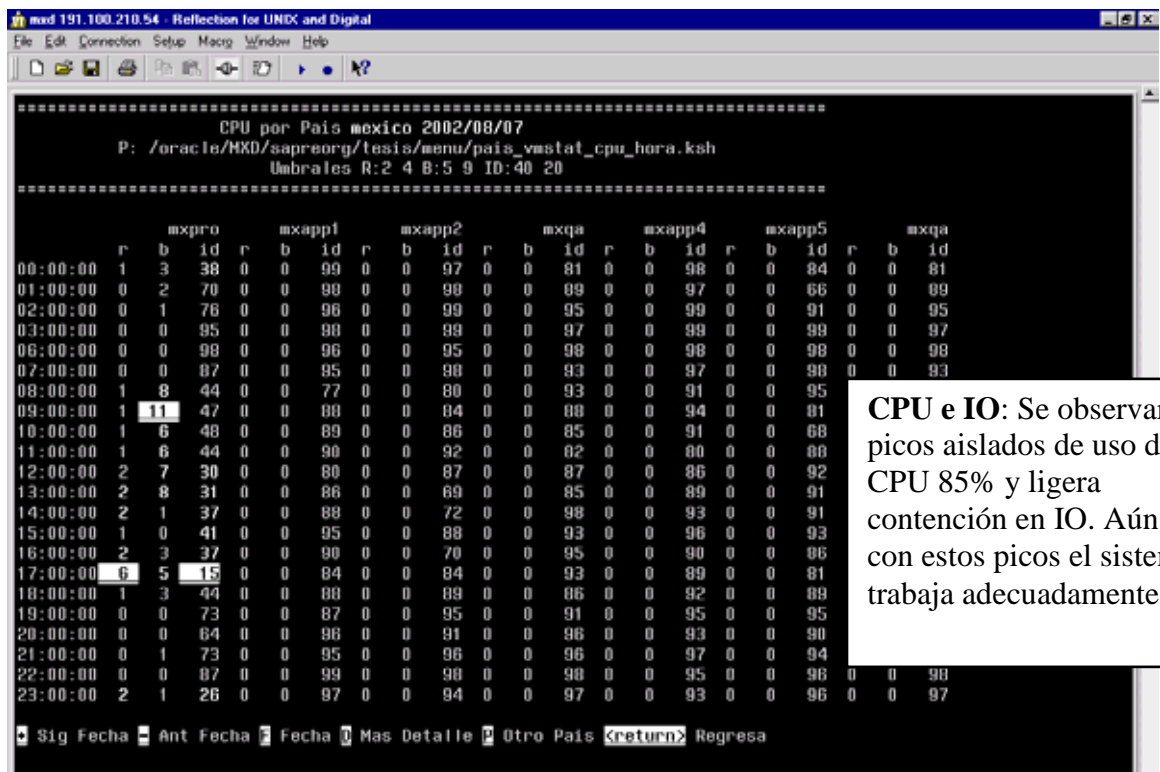 mxd 191.100.210.54 - Reflection for UNIX and Digital
File Edit Connection Setup Macro Window Help
CPU por Pais mexico 2002/08/07
P: /oracle/MXD/sapreorg/tesis/menu/pais_vmstat_cpu_hora.ksh
Umbrales R:2 4 B:5 9 ID:40 20
mxpro mxapp1 mxapp2 mxqa mxapp4 mxapp5 mxqa
r b id r b id r b id r b id r b id r b id r b id
00:00:00 1 3 38 0 0 99 0 0 97 0 0 81 0 0 98 0 0 84 0 0 81
01:00:00 0 2 70 0 0 98 0 0 98 0 0 89 0 0 97 0 0 66 0 0 89
02:00:00 0 1 76 0 0 96 0 0 99 0 0 95 0 0 99 0 0 91 0 0 95
03:00:00 0 0 95 0 0 98 0 0 99 0 0 97 0 0 99 0 0 99 0 0 97
06:00:00 0 0 98 0 0 96 0 0 95 0 0 98 0 0 98 0 0 98 0 0 98
07:00:00 0 0 87 0 0 95 0 0 98 0 0 93 0 0 97 0 0 98 0 0 93
08:00:00 1 8 44 0 0 77 0 0 80 0 0 93 0 0 91 0 0 95
09:00:00 1 11 47 0 0 88 0 0 84 0 0 88 0 0 94 0 0 81
10:00:00 1 6 48 0 0 89 0 0 86 0 0 85 0 0 91 0 0 68
11:00:00 1 6 44 0 0 90 0 0 92 0 0 82 0 0 80 0 0 88
12:00:00 2 7 30 0 0 80 0 0 87 0 0 87 0 0 86 0 0 92
13:00:00 2 8 31 0 0 86 0 0 69 0 0 85 0 0 89 0 0 91
14:00:00 2 1 37 0 0 88 0 0 72 0 0 98 0 0 93 0 0 91
15:00:00 1 0 41 0 0 95 0 0 88 0 0 93 0 0 96 0 0 93
16:00:00 2 3 37 0 0 90 0 0 70 0 0 95 0 0 90 0 0 86
17:00:00 6 5 15 0 0 84 0 0 84 0 0 93 0 0 89 0 0 81
18:00:00 1 3 44 0 0 88 0 0 89 0 0 86 0 0 92 0 0 89
19:00:00 0 0 73 0 0 87 0 0 95 0 0 91 0 0 95 0 0 95
20:00:00 0 0 64 0 0 96 0 0 91 0 0 96 0 0 93 0 0 90
21:00:00 0 1 73 0 0 95 0 0 96 0 0 96 0 0 97 0 0 94
22:00:00 0 0 87 0 0 99 0 0 98 0 0 98 0 0 95 0 0 96 0 0 98
23:00:00 2 1 26 0 0 97 0 0 94 0 0 97 0 0 93 0 0 96 0 0 97
CPU e IO: Se observan
picos aislados de uso d
CPU 85% y ligera
contención en IO. Aún
con estos picos el sister
trabaja adecuadamente
+ Sig Fecha - Ant Fecha F Fecha D Mas Detalle P Otro Pais <return> Regresa